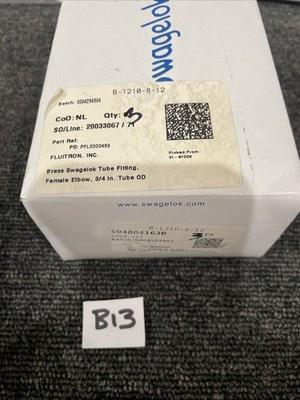 swagelok.com
B-1210-8-12
Batch: 0004294904
CoO: NL Qty: 3
SO/Line: 20033067 / 71
Part Ref:
PO: PFL0000469
FLUITRON, INC.
Picked From:
01 - STOCK
Brass Swagelok Tube Fitting,
Female Elbow, 3/4 in. Tube OD
www.swagelok.com
B-1210-8-12
B13